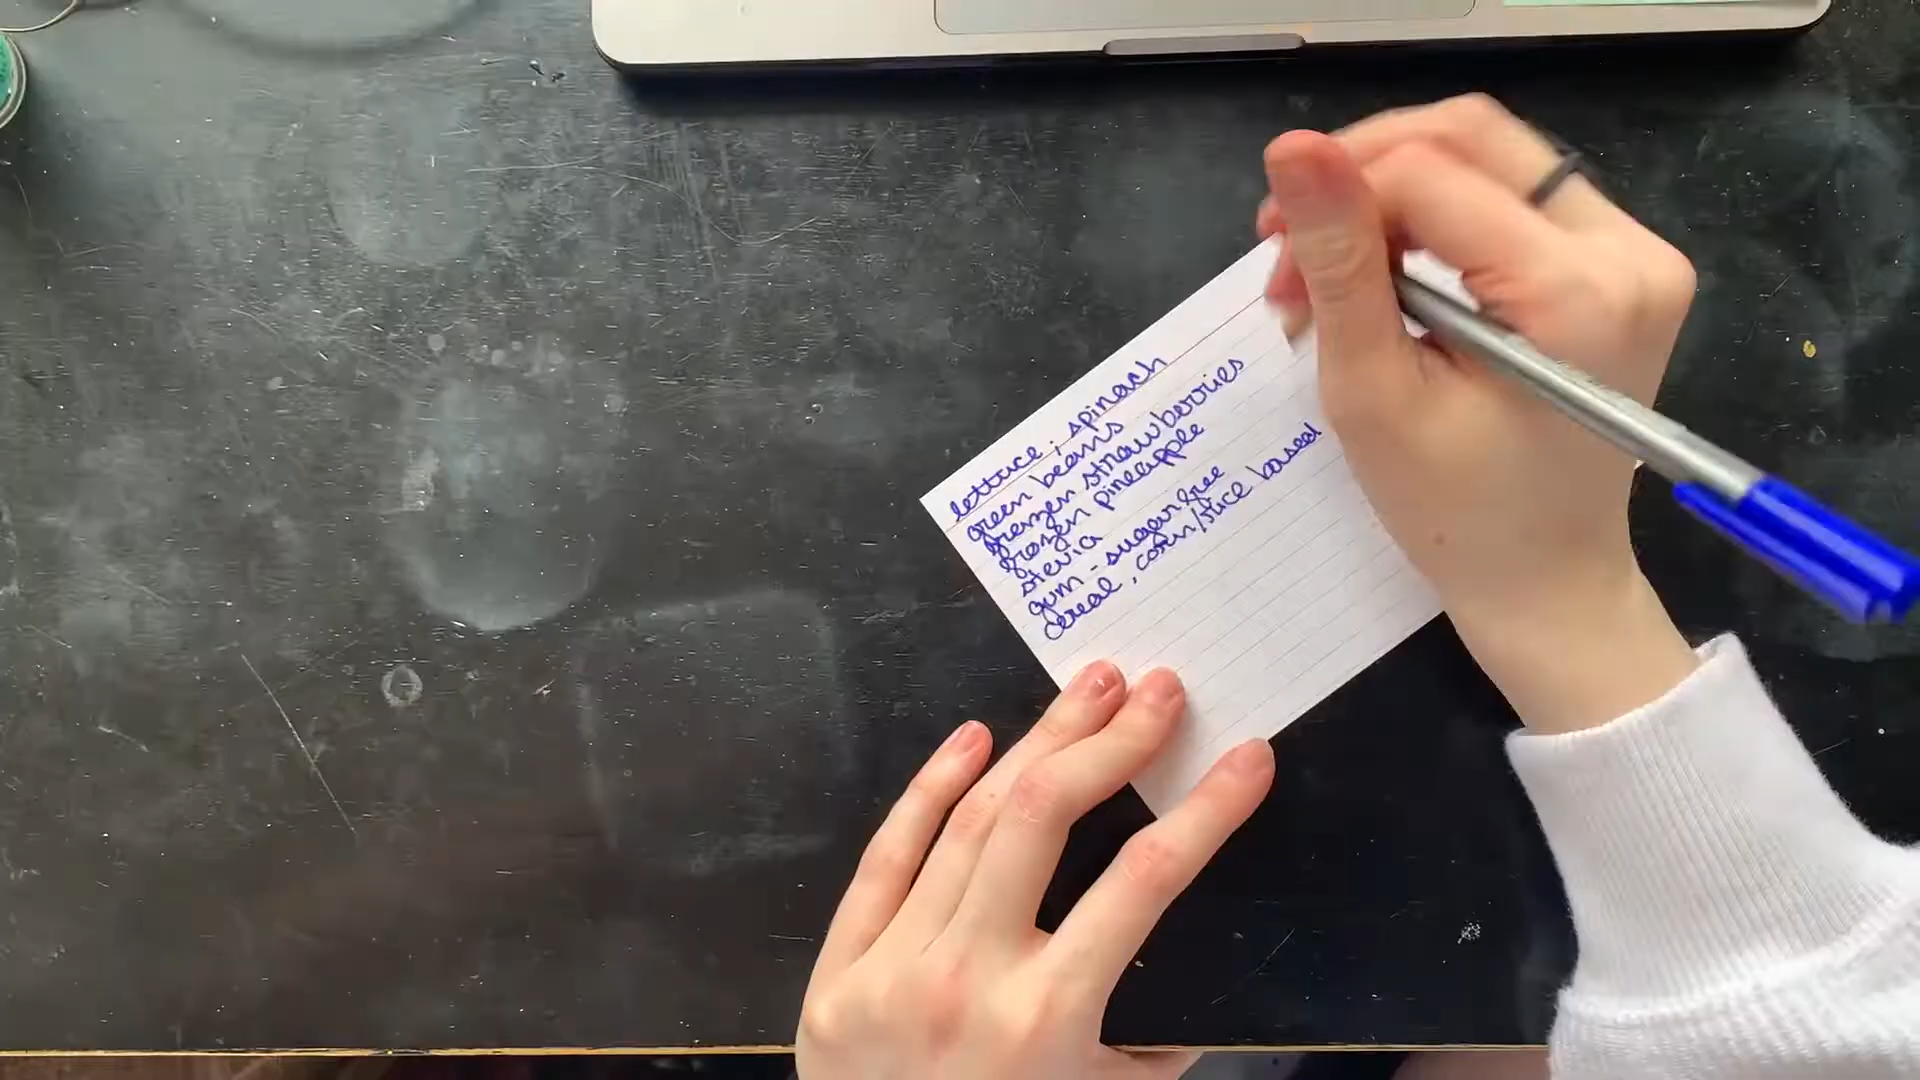 lettuce, spinach
green beans
frozen strawberries
frozen pineapple
stevia
gum - sugar free
cereal, corn/rice based